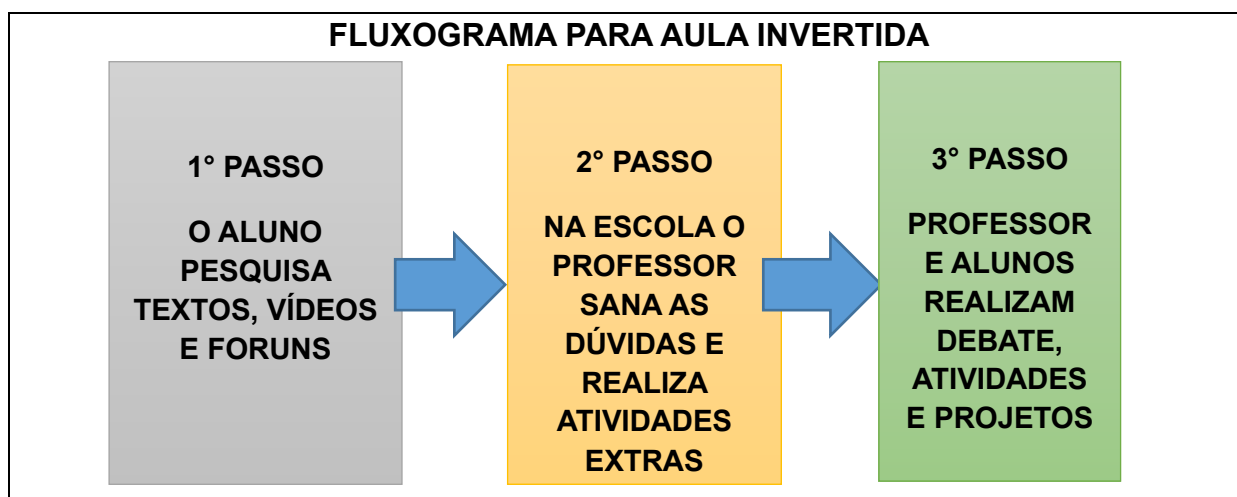 FLUXOGRAMA PARA AULA INVERTIDA
1° PASSO
O ALUNO
PESQUISA
TEXTOS, VÍDEOS
E FORUNS
2° PASSO
NA ESCOLA O
PROFESSOR
SANA AS
DÚVIDAS E
REALIZA
ATIVIDADES
EXTRAS
3° PASSO
PROFESSOR
E ALUNOS
REALIZAM
DEBATE,
ATIVIDADES
E PROJETOS